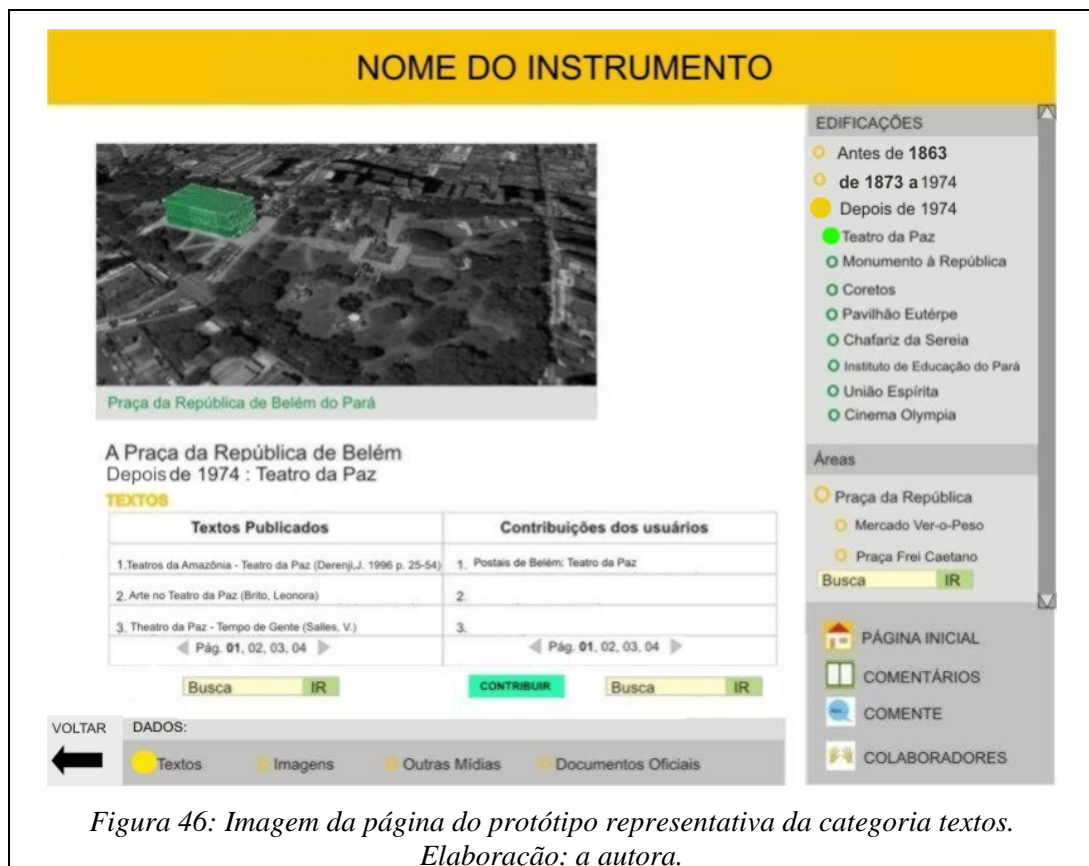 NOME DO INSTRUMENTO
Praça da República de Belém do Pará
A Praça da República de Belém
Depois de 1974 : Teatro da Paz
TEXTOS
Textos Publicados
Contribuições dos usuários
1.Teatros da Amazônia - Teatro da Paz (Derenji,J. 1996 p. 25-54)
1. Postais de Belém: Teatro da Paz
2. Arte no Teatro da Paz (Brito, Leonora)
2.
3. Theatro da Paz - Tempo de Gente (Salles, V.)
3.
Pág. 01, 02, 03, 04
Pág. 01, 02, 03, 04
Busca IR
CONTRIBUIR
Busca IR
VOLTAR
DADOS:
Textos
Imagens
Outras Mídias
Documentos Oficiais
EDIFICAÇÕES
Antes de 1863
de 1873 a 1974
Depois de 1974
Teatro da Paz
Monumento à República
Coretos
Pavilhão Eutérpe
Chafariz da Sereia
Instituto de Educação do Pará
União Espírita
Cinema Olympia
Áreas
Praça da República
Mercado Ver-o-Peso
Praça Frei Caetano
Busca IR
PÁGINA INICIAL
COMENTÁRIOS
COMENTE
COLABORADORES
Figura 46: Imagem da página do protótipo representativa da categoria textos.
Elaboração: a autora.